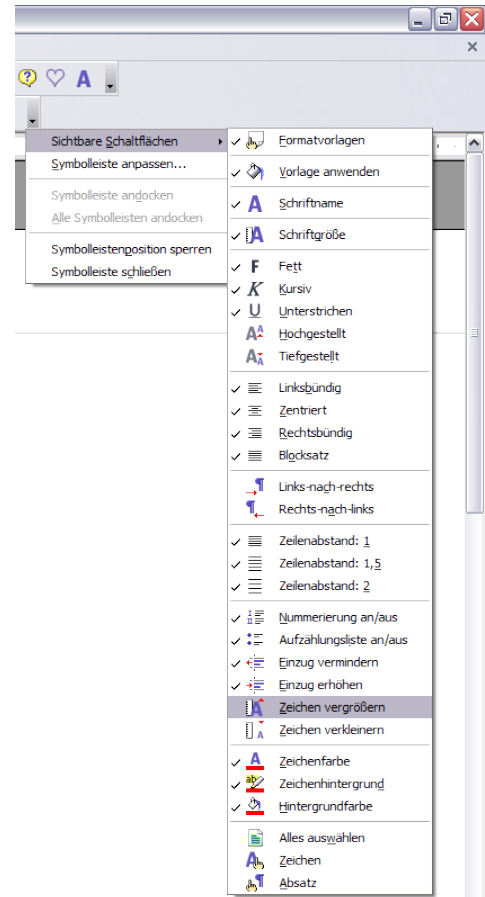 Sichtbare Schaltflächen
Symbolleiste anpassen...
Symbolleiste andocken
Alle Symbolleisten andocken
Symbolleistenposition sperren
Symbolleiste schließen
Formatvorlagen
Vorlage anwenden
Schriftname
Schriftgröße
Fett
Kursiv
Unterstrichen
Hochgestellt
Tiefgestellt
Linksbündig
Zentriert
Rechtsbündig
Blocksatz
Links-nach-rechts
Rechts-nach-links
Zeilenabstand: 1
Zeilenabstand: 1,5
Zeilenabstand: 2
Nummerierung an/aus
Aufzählungsliste an/aus
Einzug vermindern
Einzug erhöhen
Zeichen vergrößern
Zeichen verkleinern
Zeichenfarbe
Zeichenhintergrund
Hintergrundfarbe
Alles auswählen
Zeichen
Absatz